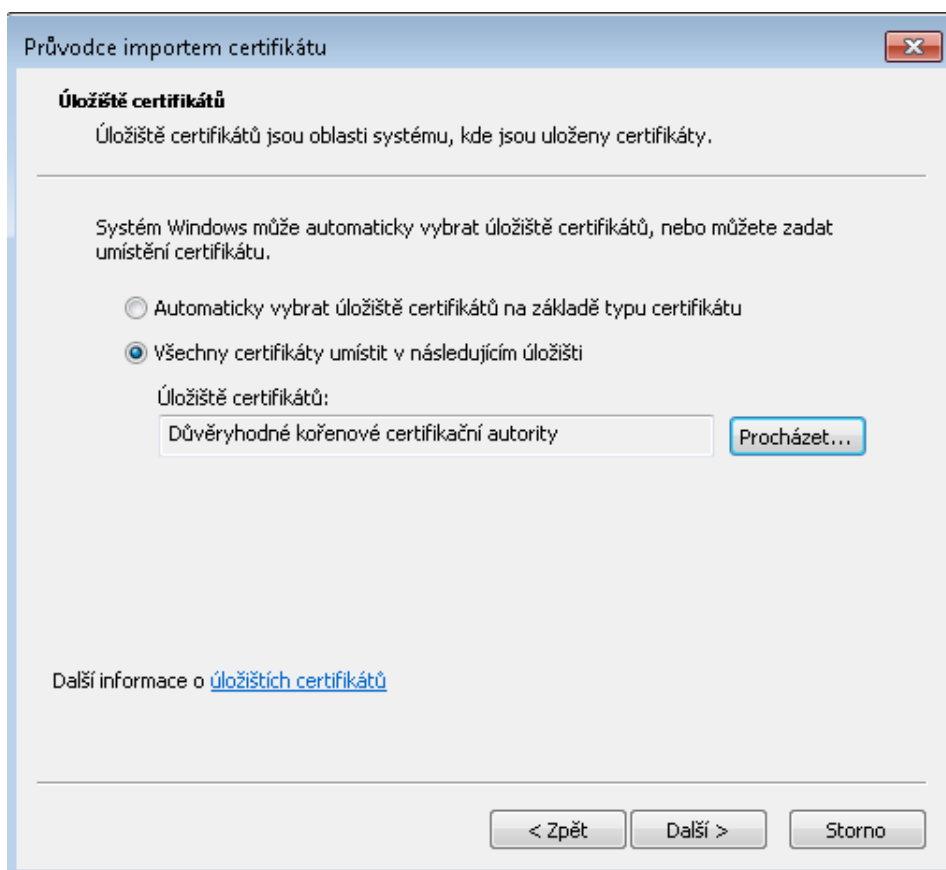 Průvodce importem certifikátu
Úložiště certifikátů
Úložiště certifikátů jsou oblasti systému, kde jsou uloženy certifikáty.
Systém Windows může automaticky vybrat úložiště certifikátů, nebo můžete zadat
umístění certifikátu.
Automaticky vybrat úložiště certifikátů na základě typu certifikátu
Všechny certifikáty umístit v následujícím úložišti
Úložiště certifikátů:
Důvěryhodné kořenové certifikační autority
Procházet...
Další informace o úložištích certifikátů
< Zpět
Další >
Storno